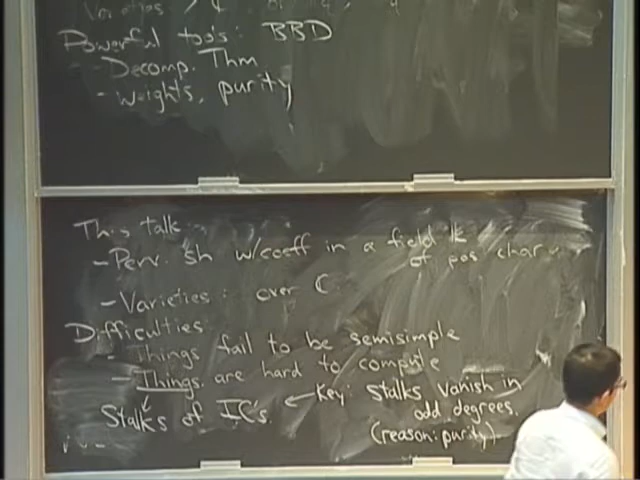 Varieties /
Powerful tools: BBD
- Decomp. Thm
- weights, purity
This talk
- Perv. sh w/coeff in a field k
of pos char
- Varieties: over C
Difficulties
- Things fail to be semisimple
- Things are hard to compute
Stalks of IC's. ← Key: stalks vanish in
odd degrees.
(reason: purity)